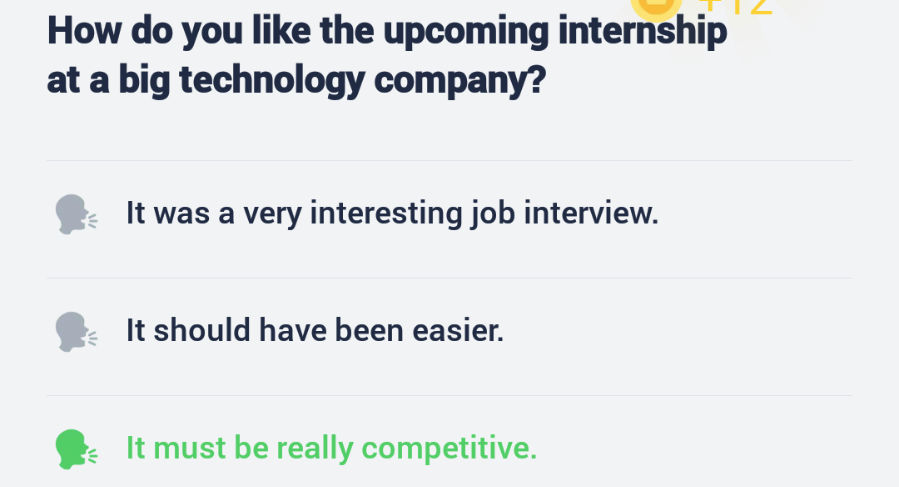 +12
How do you like the upcoming internship
at a big technology company?
It was a very interesting job interview.
It should have been easier.
It must be really competitive.